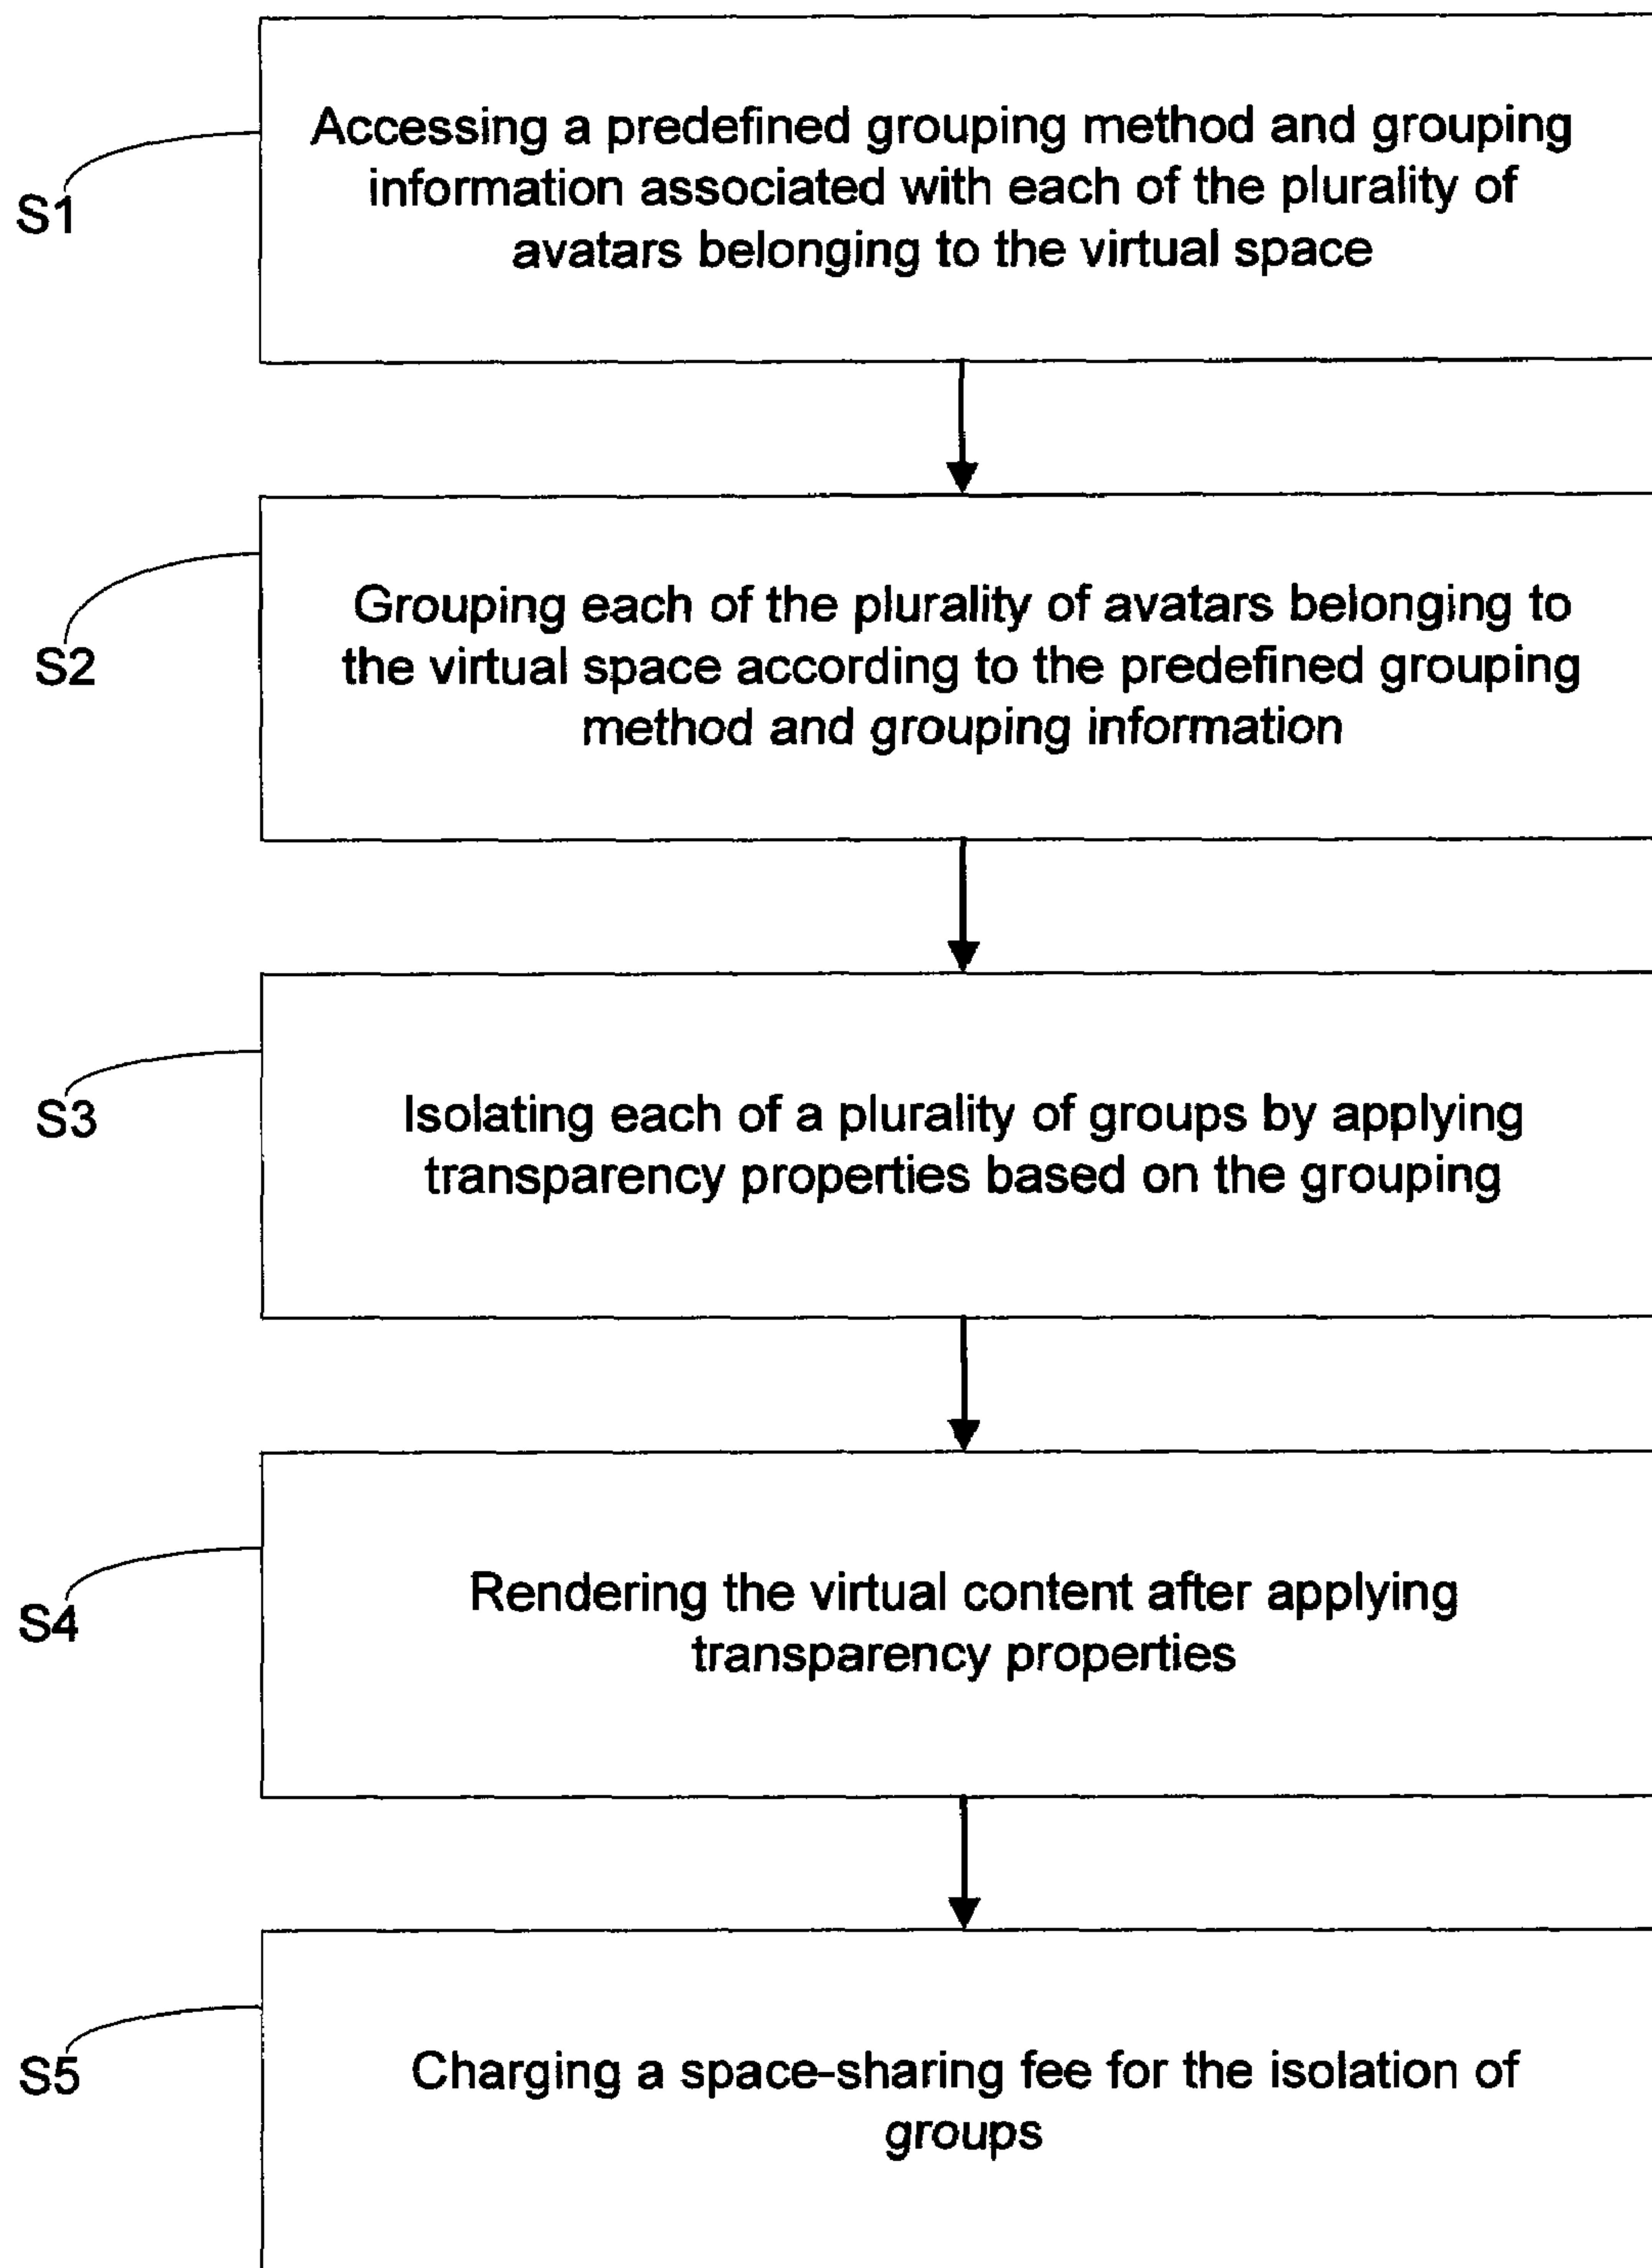 Accessing a predefined grouping method and grouping
information associated with each of the plurality of
avatars belonging to the virtual space
S1
Grouping each of the plurality of avatars belonging to
the virtual space according to the predefined grouping
method and grouping information
S2
Isolating each of a plurality of groups by applying
transparency properties based on the grouping
S3
Rendering the virtual content after applying
transparency properties
S4
Charging a space-sharing fee for the isolation of
groups
S5